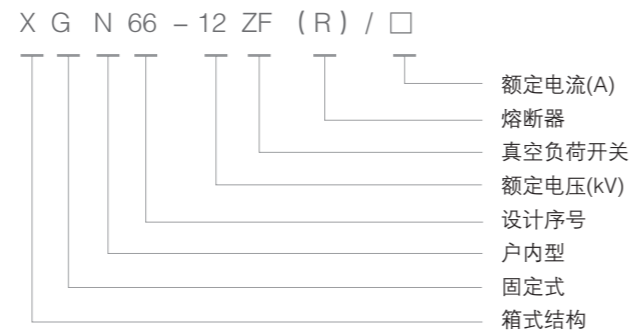 X G N 66 – 12 ZF (R) / □
额定电流(A)
熔断器
真空负荷开关
额定电压(kV)
设计序号
户内型
固定式
箱式结构